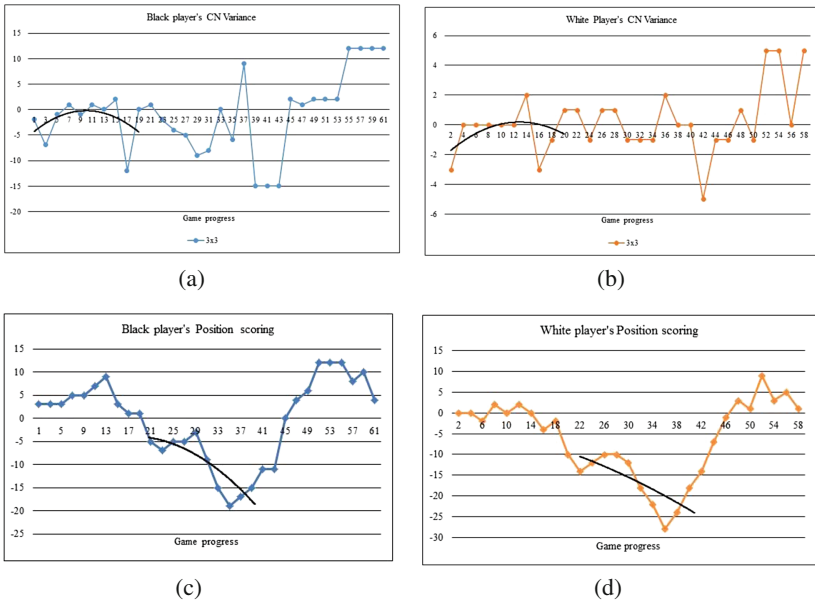 Black player's CN Variance
15
10
5
0
1 3 5 7 9 11 13 15 17 19 21 23 25 27 29 31 33 35 37 39 41 43 45 47 49 51 53 55 57 59 61
-5
-10
-15
-20
Game progress
3x3
(a)
White Player's CN Variance
6
4
2
0
2 4 6 8 10 12 14 16 18 20 22 24 26 28 30 32 34 36 38 40 42 44 46 48 50 52 54 56 58
-2
-4
-6
Game progress
3x3
(b)
Black player's Position scoring
15
10
5
0
1 5 9 13 17 21 25 29 33 37 41 45 49 53 57 61
-5
-10
-15
-20
-25
Game progress
(c)
White player's Position scoring
15
10
5
0
2 6 10 14 18 22 26 30 34 38 42 46 50 54 58
-5
-10
-15
-20
-25
-30
Game progress
(d)